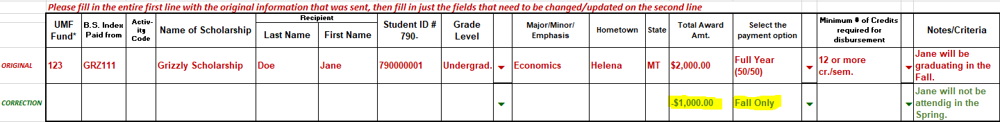 Please fill in the entire first line with the original information that was sent, then fill in just the fields that need to be changed/updated on the second line
UMF Fund* B.S. Index Paid from Activ-ity Code Name of Scholarship Recipient Last Name First Name Student ID # 790- Grade Level Major/Minor/ Emphasis Hometown State Total Award Amt. Select the payment option Minimum # of Credits required for disbursement Notes/Criteria
ORIGINAL 123 GRZ111 Grizzly Scholarship Doe Jane 790000001 Undergrad. Economics Helena MT $2,000.00 Full Year (50/50) 12 or more cr./sem. Jane will be graduating in the Fall.
CORRECTION -$1,000.00 Fall Only Jane will not be attendig in the Spring.